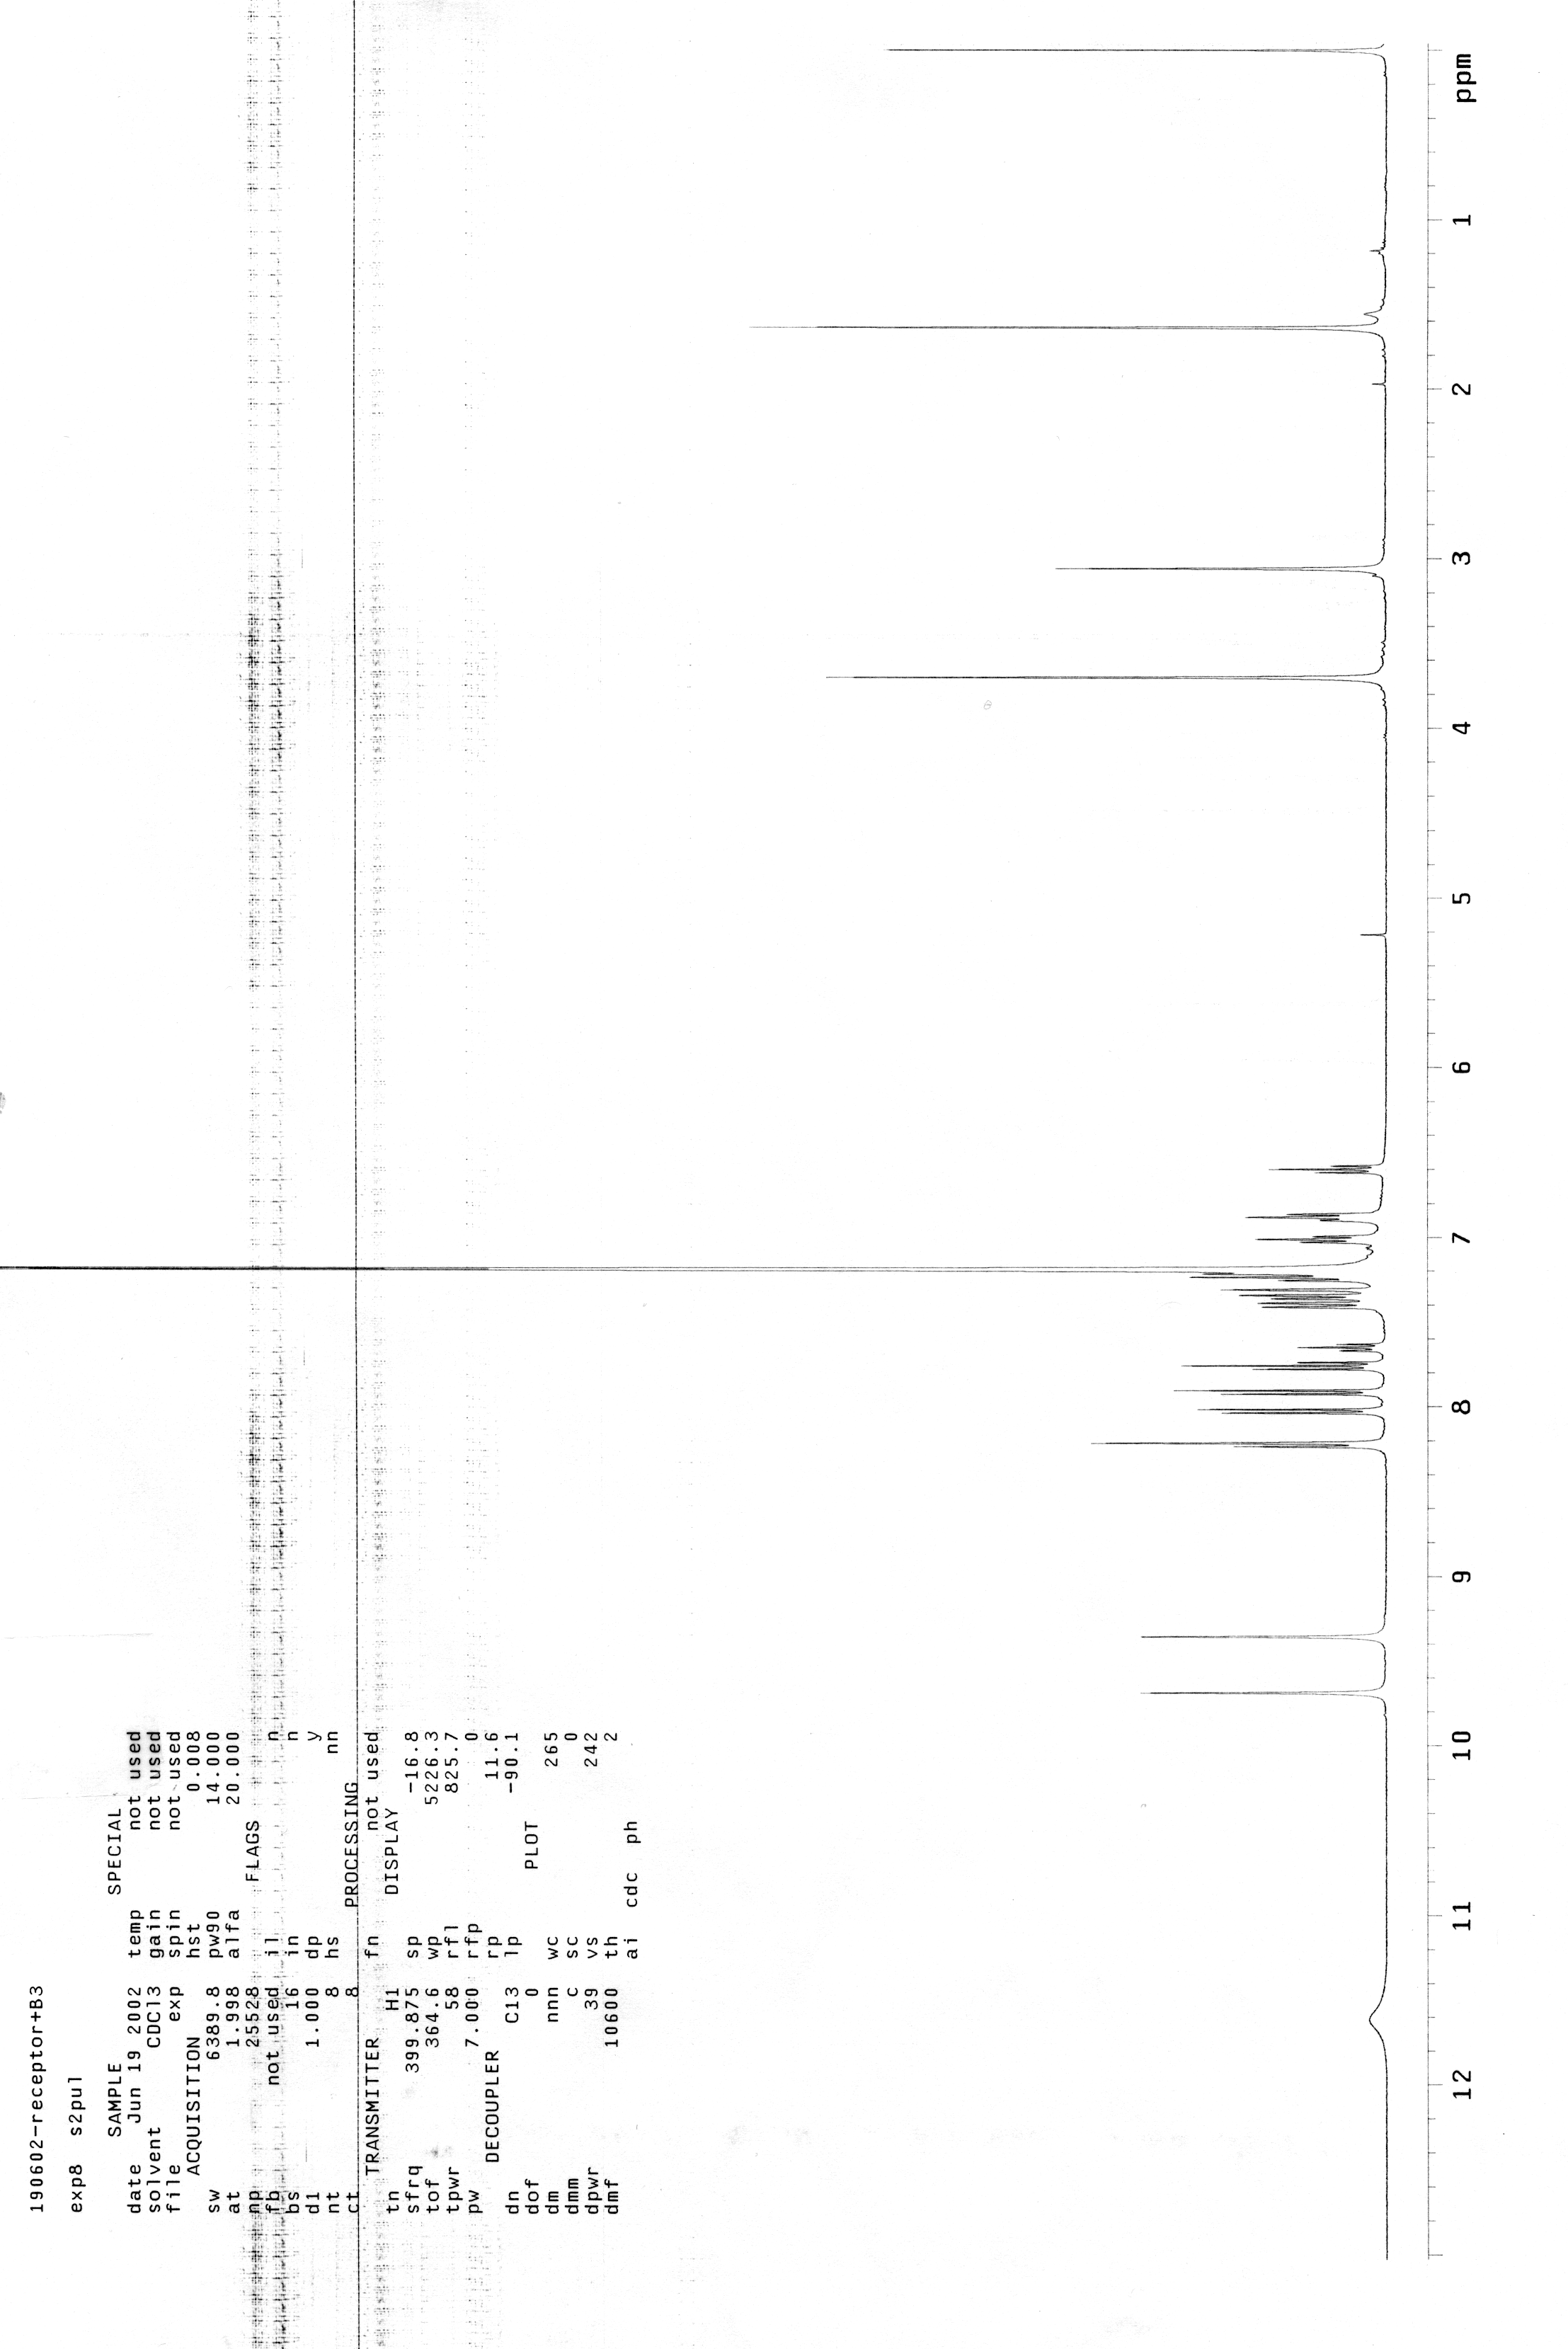 190602-receptor+B3
exp8 s2pul
SAMPLE SPECIAL
date Jun 19 2002 temp not used
solvent CDCl3 gain not used
file exp spin not used
ACQUISITION hst 0.008
sw 6389.8 pw90 14.000
at 1.998 alfa 20.000
np 25528 FLAGS
fb not used il n
bs 16 in n
d1 1.000 dp y
nt 8 hs nn
ct 8 PROCESSING
TRANSMITTER fn not used
tn H1 DISPLAY
sfrq 399.875 sp -16.8
tof 364.6 wp 5226.3
tpwr 58 rfl 825.7
pw 7.000 rfp 0
DECOUPLER rp 11.6
dn C13 lp -90.1
dof 0 PLOT
dm nnn wc 265
dmm c sc 0
dpwr 39 vs 242
dmf 10600 th 2
ai cdc ph
12 11 10 9 8 7 6 5 4 3 2 1 ppm